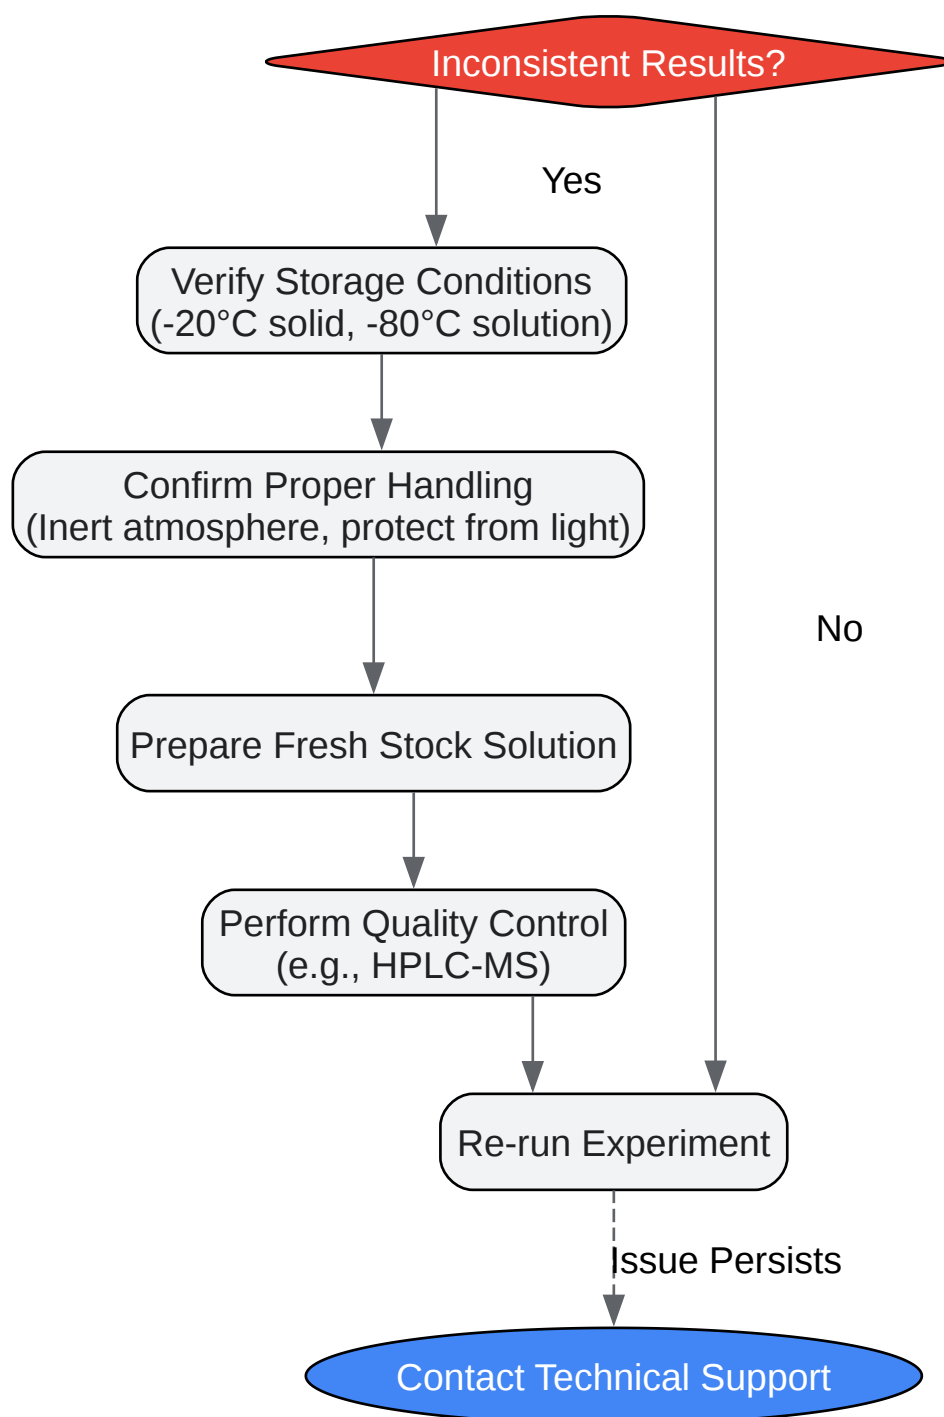 Inconsistent Results?
Yes
Verify Storage Conditions
(-20°C solid, -80°C solution)
Confirm Proper Handling
(Inert atmosphere, protect from light)
No
Prepare Fresh Stock Solution
Perform Quality Control
(e.g., HPLC-MS)
Re-run Experiment
Issue Persists
Contact Technical Support